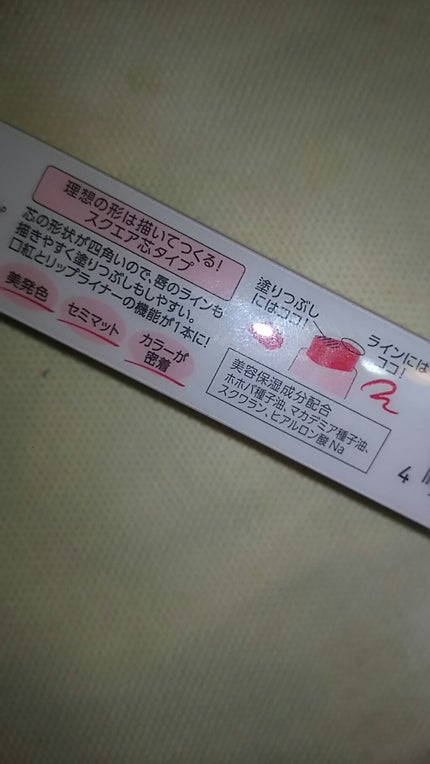 理想の形は描いてつくる!
スクエア芯タイプ
芯の形状が四角いので、唇のラインも
描きやすく塗りつぶしもしやすい。
口紅とリップライナーの機能が1本に!
美発色
セミマット
カラーが
密着
塗りつぶし
にはココ!
ラインには
ココ!
美容保湿成分配合
ホホバ種子油、マカデミア種子油、
スクワラン、ヒアルロン酸Na
4